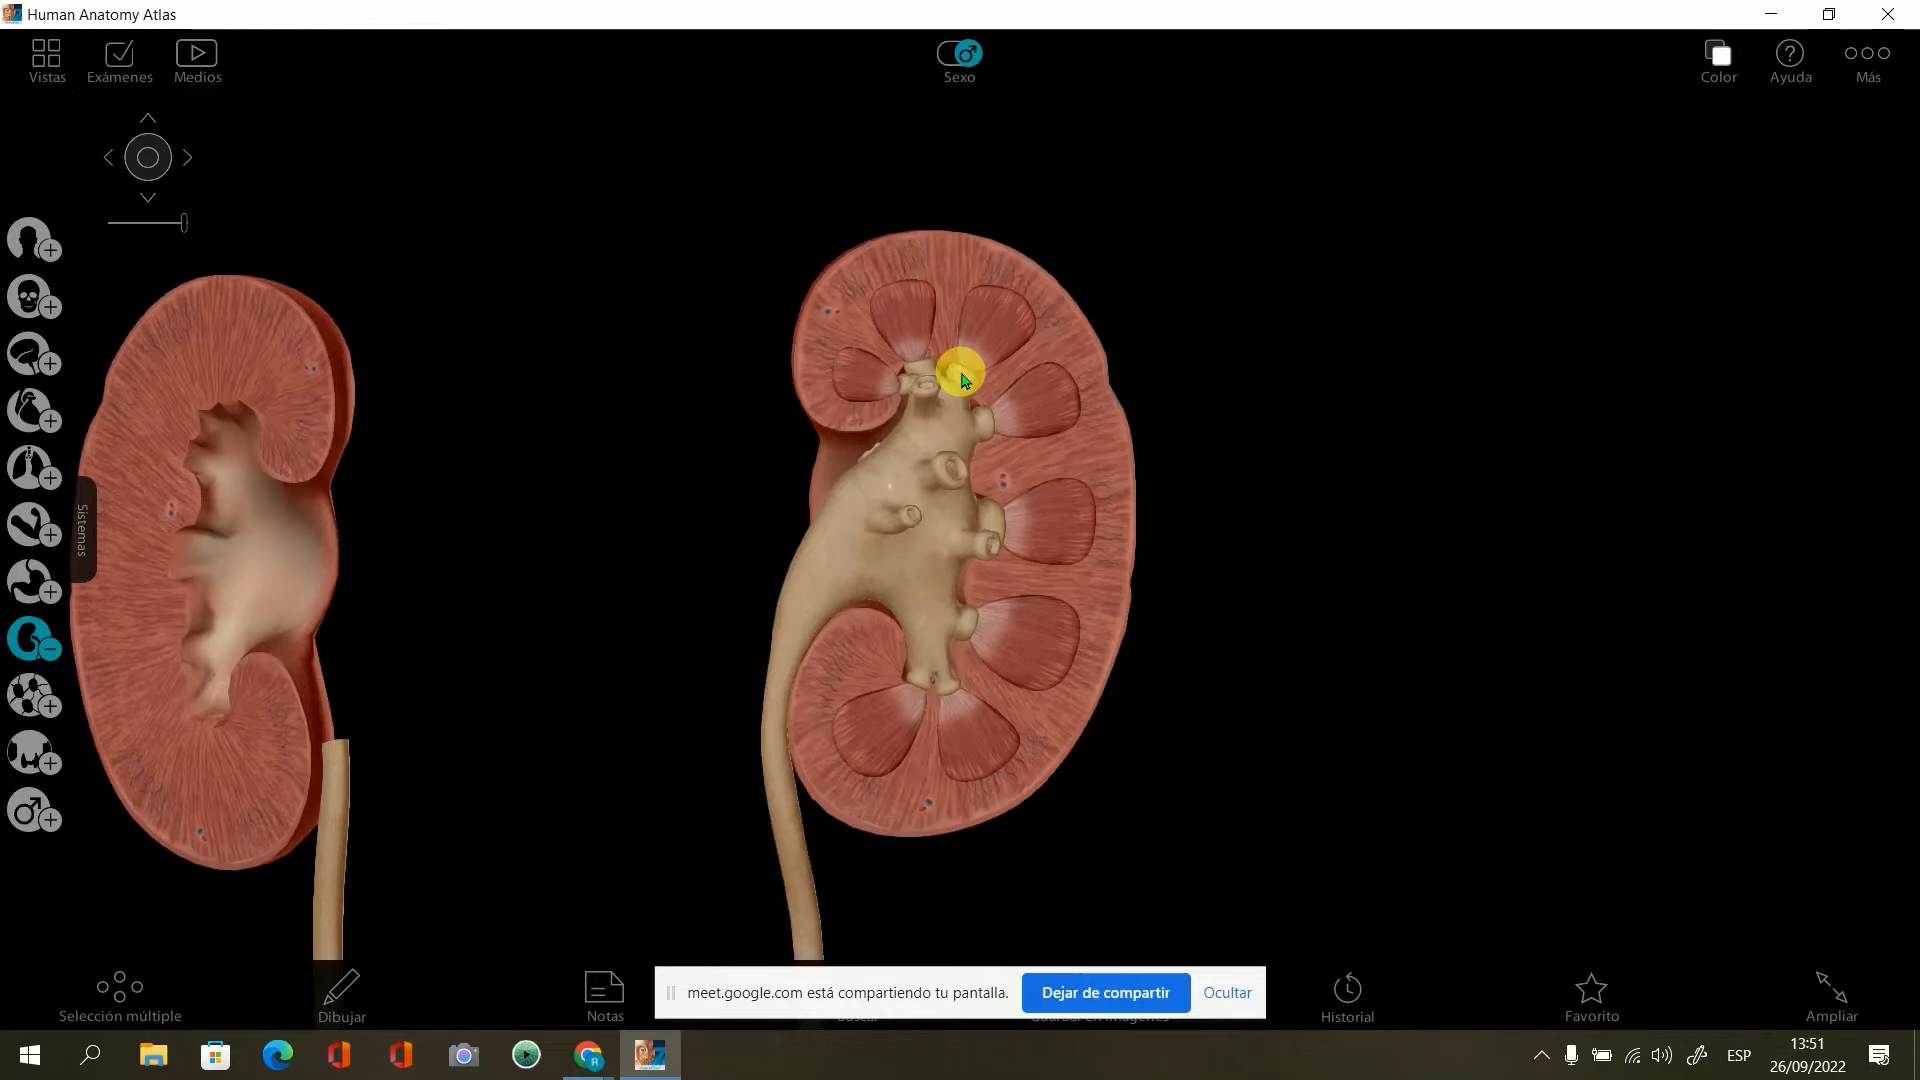 Human Anatomy Atlas
Vistas
Exámenes
Medios
Sexo
Color
Ayuda
Más
Sistemas
Selección múltiple
Dibujar
Notas
meet.google.com está compartiendo tu pantalla.
Dejar de compartir
Ocultar
Historial
Favorito
Ampliar
ESP
13:51
26/09/2022